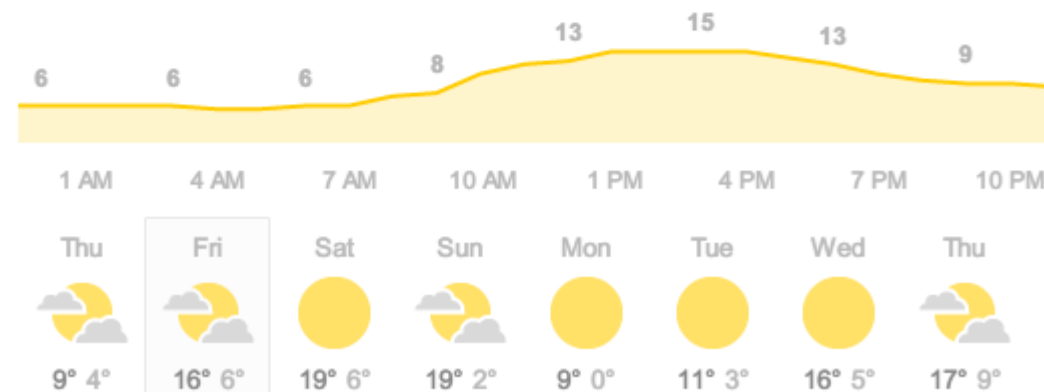 6 6 6 8 13 15 13 9
1 AM 4 AM 7 AM 10 AM 1 PM 4 PM 7 PM 10 PM
Thu Fri Sat Sun Mon Tue Wed Thu
9° 4° 16° 6° 19° 6° 19° 2° 9° 0° 11° 3° 16° 5° 17° 9°